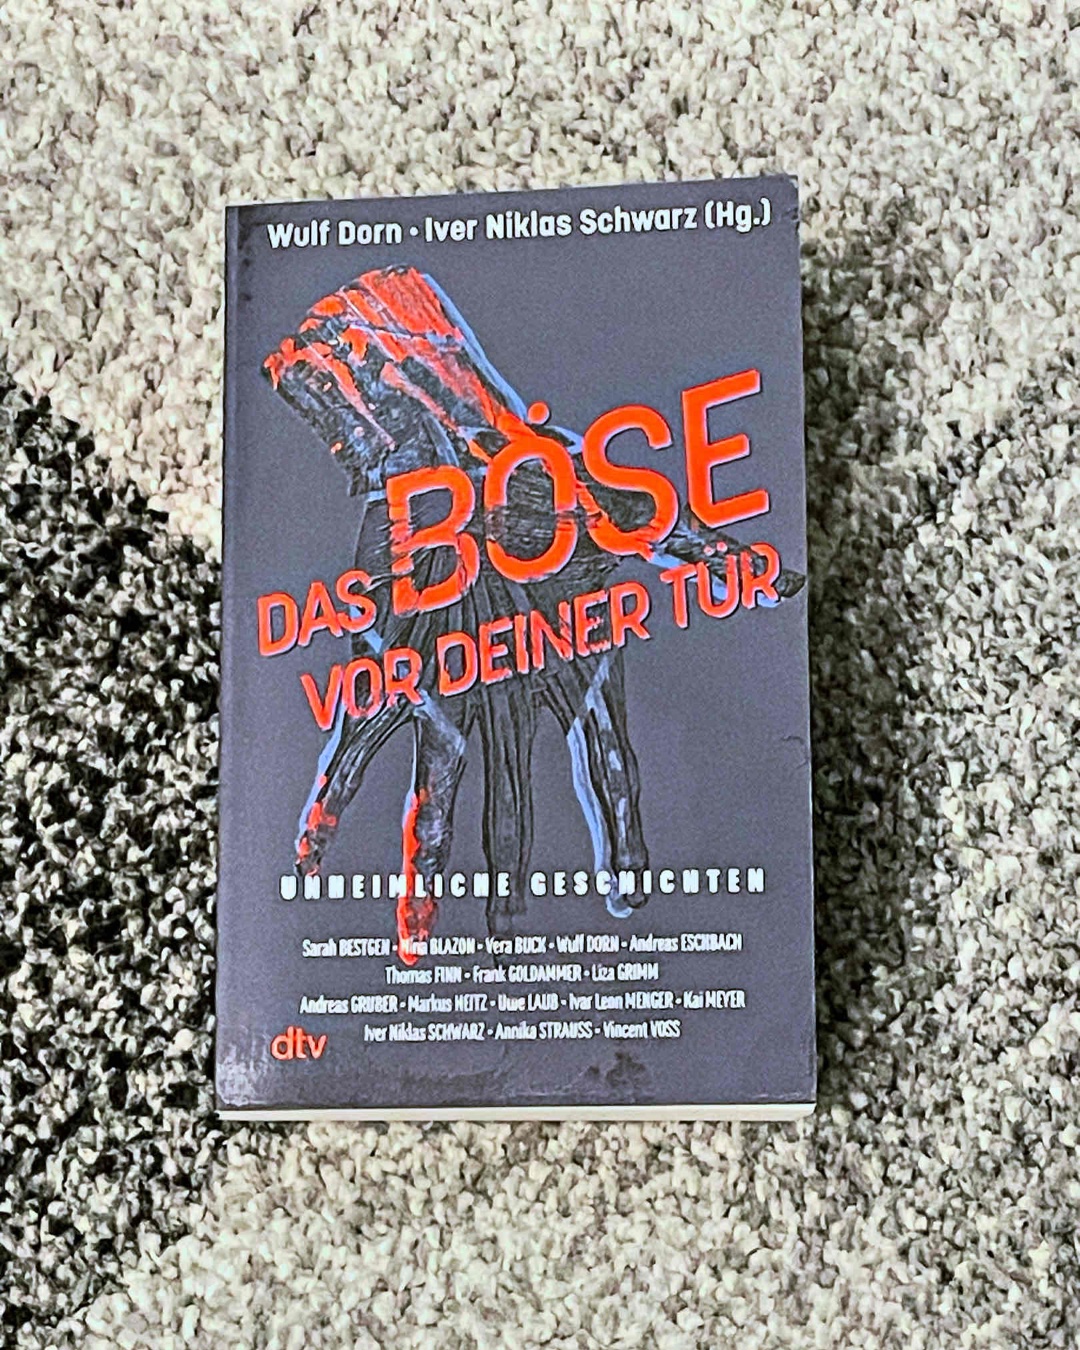 Wulf Dorn • Iver Niklas Schwarz (Hg.)
DAS BÖSE
VOR DEINER TÜR
UNHEIMLICHE GESCHICHTEN
Sarah BESTGEN • Nina BLAZON • Vera BUCK • Wulf DORN • Andreas ESCHBACH
Thomas FINN • Frank GOLDAMMER • Liza GRIMM
Andreas GRUBER • Markus HEITZ • Uwe LAUB • Ivar Leon MENGER • Kai MEYER
Iver Niklas SCHWARZ • Annika STRAUSS • Vincent VOSS
dtv